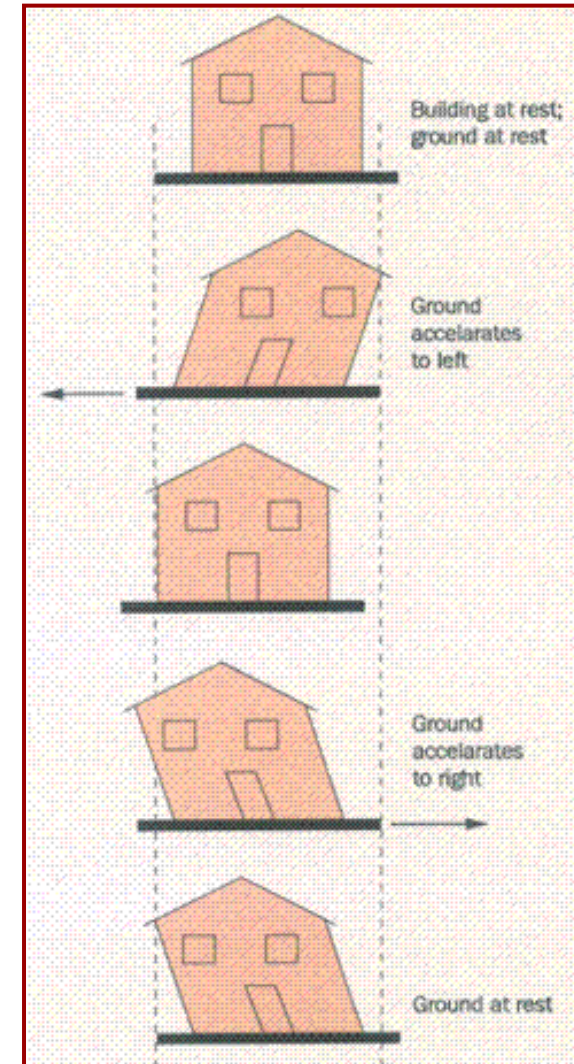 Building at rest;
ground at rest
Ground
accelarates
to left
Ground
accelarates
to right
Ground at rest